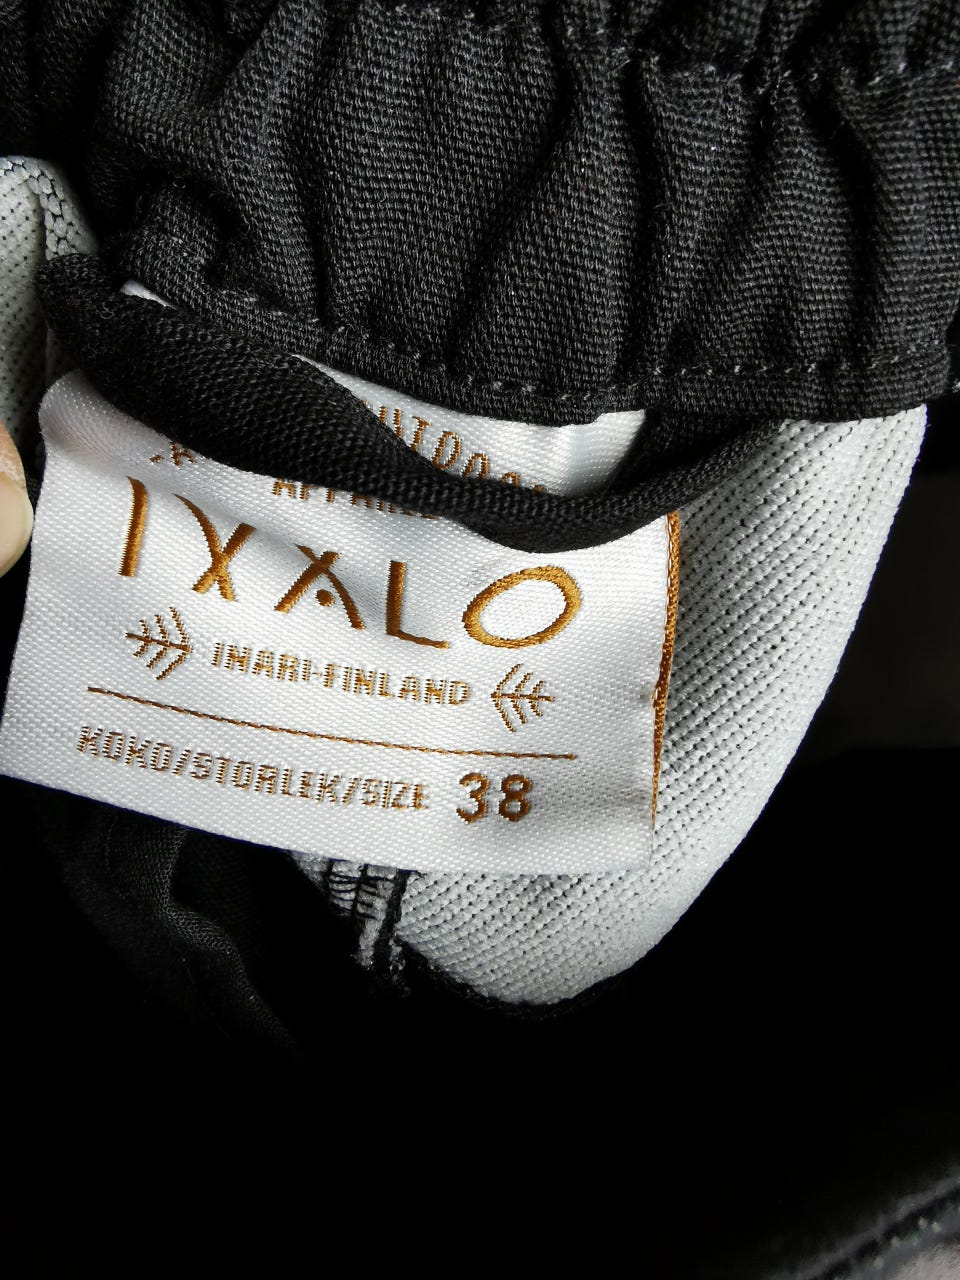 IXALO
INARI-FINLAND
KOKO/STORLEK/SIZE 38